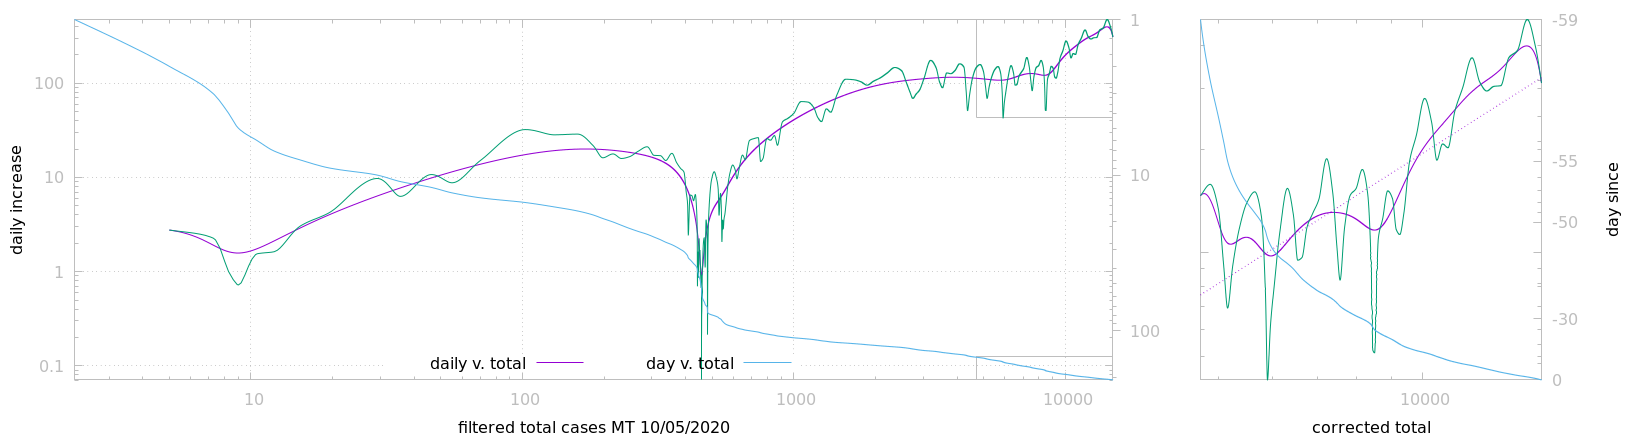 daily increase
100
10
1
0.1
10
100
1000
10000
1
10
100
daily v. total
day v. total
filtered total cases MT 10/05/2020
10000
-59
-55
-50
-30
0
day since
corrected total